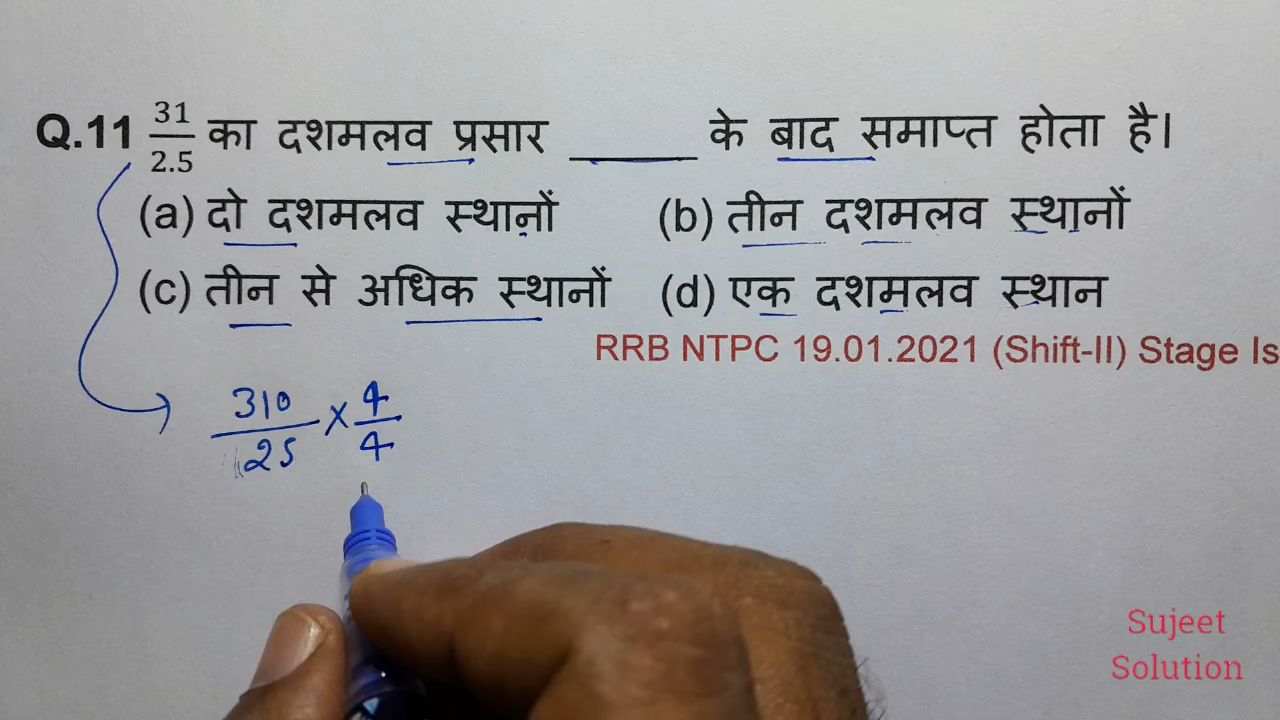 Q.11 31/2.5 का दशमलव प्रसार ______ के बाद समाप्त होता है।
(a) दो दशमलव स्थानों (b) तीन दशमलव स्थानों
(c) तीन से अधिक स्थानों (d) एक दशमलव स्थान
RRB NTPC 19.01.2021 (Shift-II) Stage Is
310/25 × 4/4
Sujeet
Solution